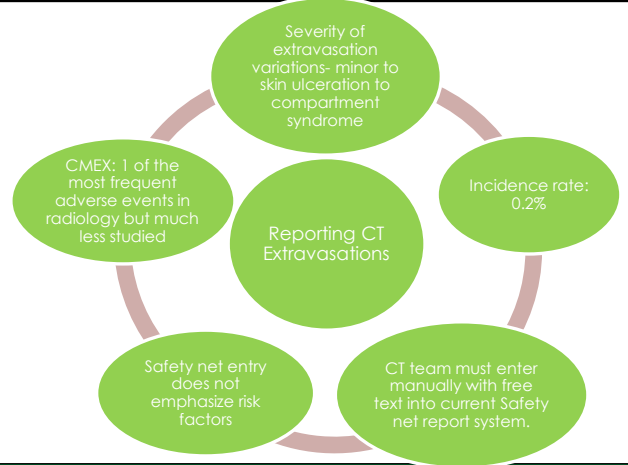 Severity of
extravasation
variations- minor to
skin ulceration to
compartment
syndrome
Incidence rate:
0.2%
CT team must enter
manually with free
text into current Safety
net report system.
Safety net entry
does not
emphasize risk
factors
CMEX: 1 of the
most frequent
adverse events in
radiology but much
less studied
Reporting CT
Extravasations